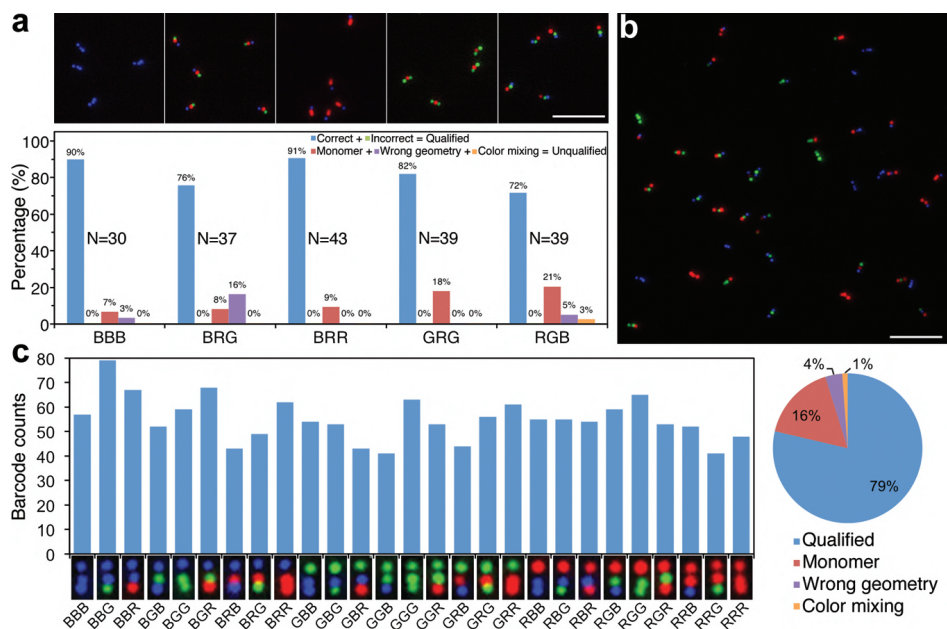 a
b
Correct + Incorrect = Qualified
Monomer + Wrong geometry + Color mixing = Unqualified
Percentage (%)
100
80
60
40
20
0
90%
0%
7%
3%
0%
N=30
76%
0%
8%
16%
0%
N=37
91%
0%
9%
0%
0%
N=43
82%
0%
18%
0%
0%
N=39
72%
0%
21%
5%
3%
N=39
BBB
BRG
BRR
GRG
RGB
c
Barcode counts
80
70
60
50
40
30
20
10
0
BBB
BBG
BBR
BGB
BGG
BGR
BRB
BRG
BRR
GBB
GBG
GBR
GGB
GGG
GGR
GRB
GRG
GRR
RBB
RBG
RBR
RGB
RGG
RGR
RRB
RRG
RRR
4%
1%
16%
79%
Qualified
Monomer
Wrong geometry
Color mixing